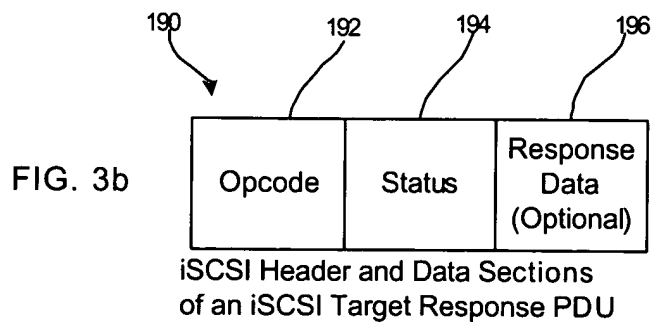 190 192 194 196
FIG. 3b
Opcode
Status
Response
Data
(Optional)
iSCSI Header and Data Sections
of an iSCSI Target Response PDU